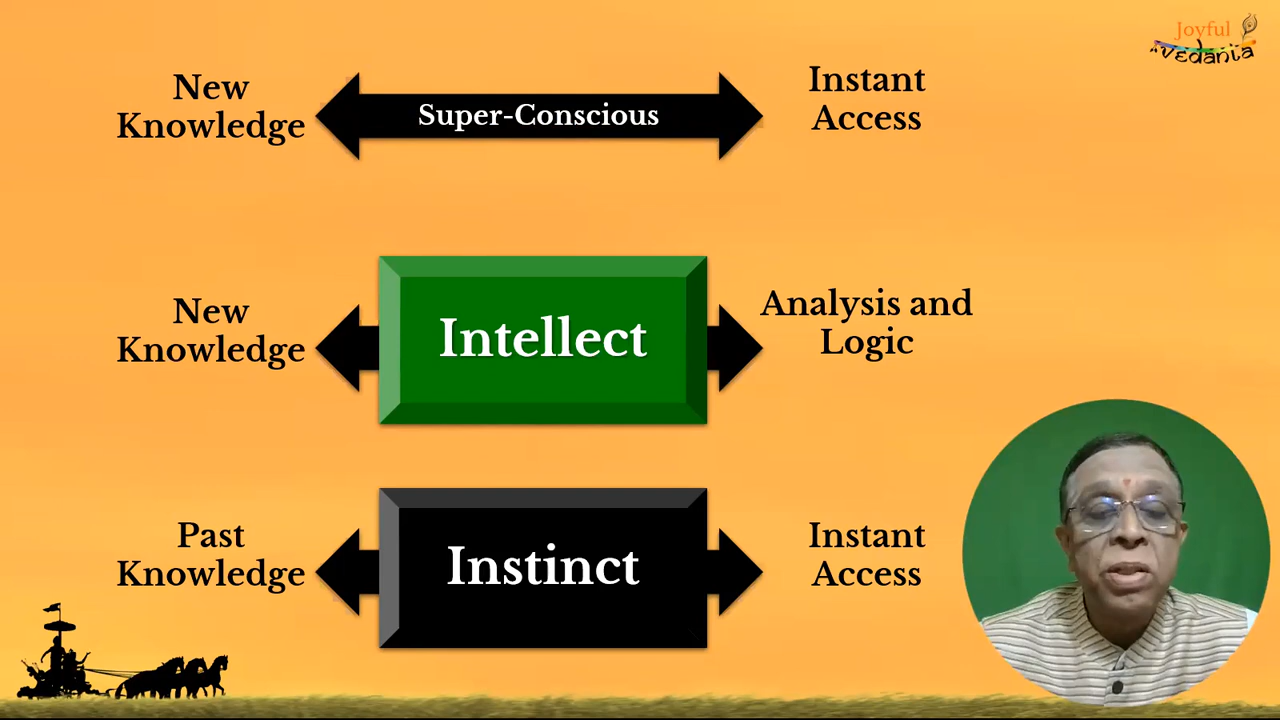 Joyful
Vedanta
New
Knowledge
Super-Conscious
Instant
Access
New
Knowledge
Intellect
Analysis and
Logic
Past
Knowledge
Instinct
Instant
Access